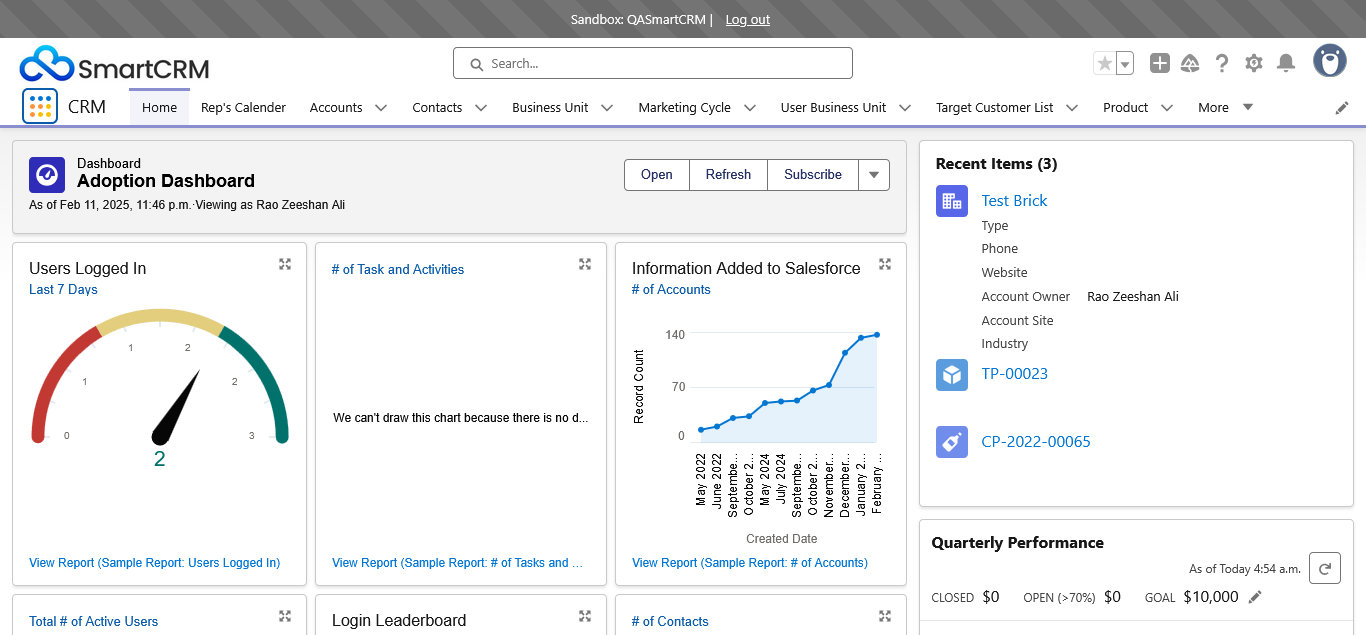 Sandbox: QASmartCRM | Log out
SmartCRM
Search...
CRM Home Rep's Calender Accounts Contacts Business Unit Marketing Cycle User Business Unit Target Customer List Product More
Dashboard
Adoption Dashboard
As of Feb 11, 2025, 11:46 p.m.·Viewing as Rao Zeeshan Ali
Open Refresh Subscribe
Users Logged In
Last 7 Days
0
1
1
2
2
3
2
View Report (Sample Report: Users Logged In)
# of Task and Activities
We can't draw this chart because there is no d...
View Report (Sample Report: # of Tasks and ...
Information Added to Salesforce
# of Accounts
Record Count
140
70
0
May 2022
June 2022
Septembe...
October 2...
May 2024
July 2024
Septembe...
October 2...
November...
December...
January 2...
February ...
Created Date
View Report (Sample Report: # of Accounts)
Total # of Active Users
Login Leaderboard
# of Contacts
Recent Items (3)
Test Brick
Type
Phone
Website
Account Owner Rao Zeeshan Ali
Account Site
Industry
TP-00023
CP-2022-00065
Quarterly Performance
As of Today 4:54 a.m.
CLOSED $0 OPEN (>70%) $0 GOAL $10,000